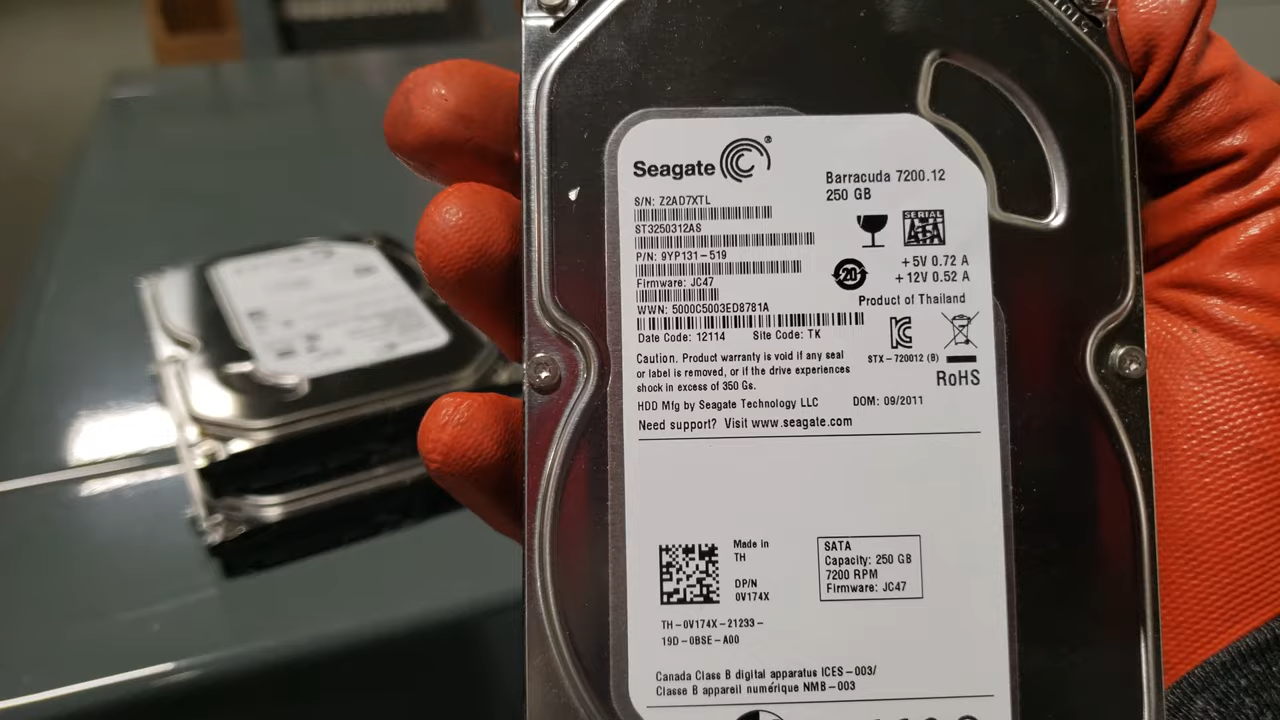 Seagate
Barracuda 7200.12
250 GB
S/N: Z2AD7XTL
ST3250312AS
P/N: 9YP131-519
Firmware: JC47
WWN: 5000C5003ED8781A
Date Code: 12114 Site Code: TK
SERIAL
ATA
20
+5V 0.72 A
+12V 0.52 A
Product of Thailand
STX-720012 (B)
RoHS
Caution. Product warranty is void if any seal
or label is removed, or if the drive experiences
shock in excess of 350 Gs.
HDD Mfg by Seagate Technology LLC DOM: 09/2011
Need support? Visit www.seagate.com
Made in
TH
DP/N
0V174X
SATA
Capacity: 250 GB
7200 RPM
Firmware: JC47
TH-0V174X-21233-
19D-0BSE-A00
Canada Class B digital apparatus ICES-003/
Classe B appareil numérique NMB-003